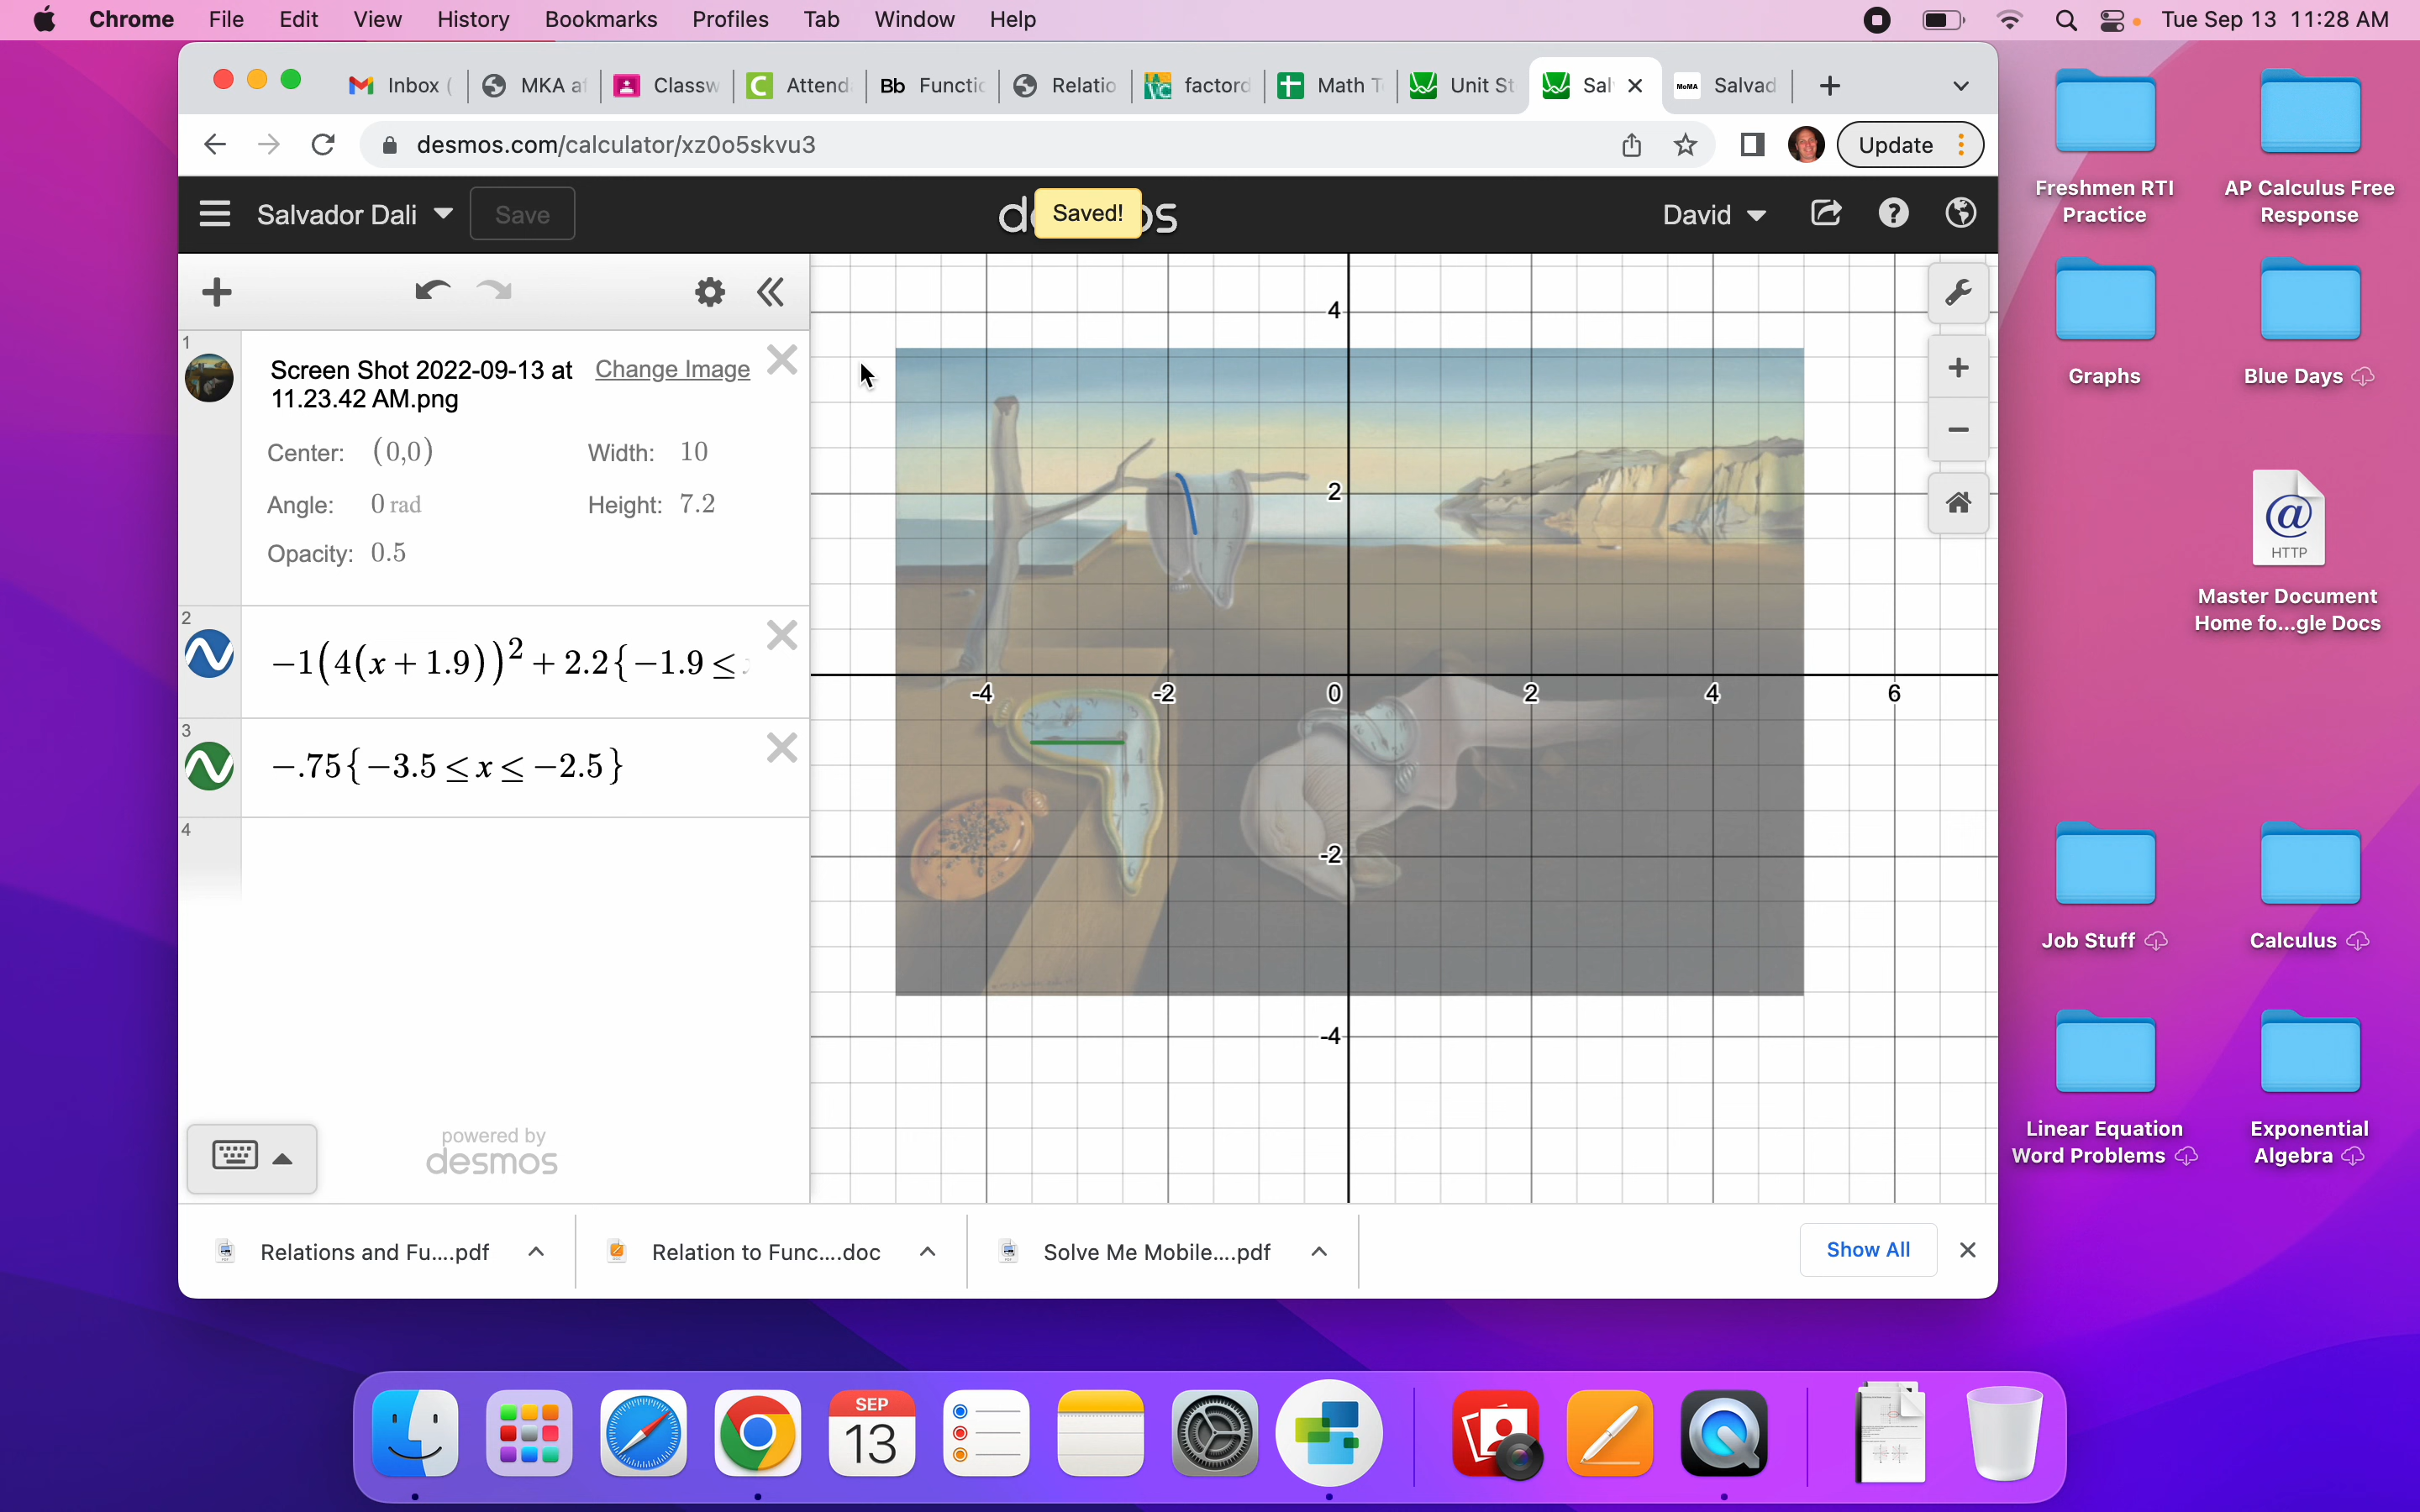 Chrome File Edit View History Bookmarks Profiles Tab Window Help Tue Sep 13 11:28 AM
Inbox ( MKA a Classw Attend Bb Functi Relatio factord Math T Unit St Sal MoMA Salvad
desmos.com/calculator/xz0o5skvu3 Update
Salvador Dali Save Saved! David
1
Screen Shot 2022-09-13 at
11.23.42 AM.png
Change Image
Center: (0,0) Width: 10
Angle: 0 rad Height: 7.2
Opacity: 0.5
2
−1(4(x+1.9))²+2.2{−1.9≤
3
−.75{−3.5≤x≤−2.5}
4
powered by
desmos
4
2
-4 -2 0 2 4 6
-2
-4
Relations and Fu....pdf Relation to Func....doc Solve Me Mobile....pdf Show All
Freshmen RTI
Practice
AP Calculus Free
Response
Graphs
Blue Days
@
HTTP
Master Document
Home fo...gle Docs
Job Stuff
Calculus
Linear Equation
Word Problems
Exponential
Algebra
SEP
13